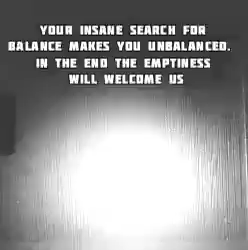 YOUR INSANE SEARCH FOR
BALANCE MAKES YOU UNBALANCED.
IN THE END THE EMPTINESS
WILL WELCOME US